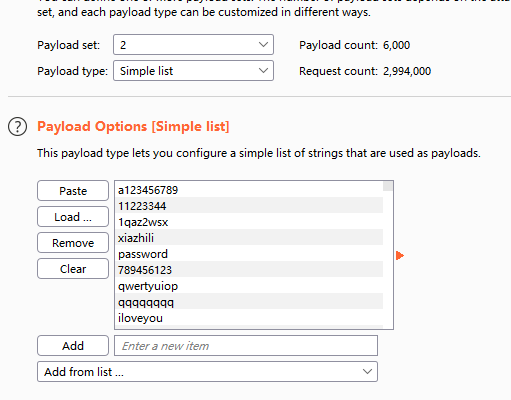 set, and each payload type can be customized in different ways.
Payload set: 2 Payload count: 6,000
Payload type: Simple list Request count: 2,994,000
? Payload Options [Simple list]
This payload type lets you configure a simple list of strings that are used as payloads.
Paste
Load ...
Remove
Clear
a123456789
11223344
1qaz2wsx
xiazhili
password
789456123
qwertyuiop
qqqqqqqq
iloveyou
Add Enter a new item
Add from list ...